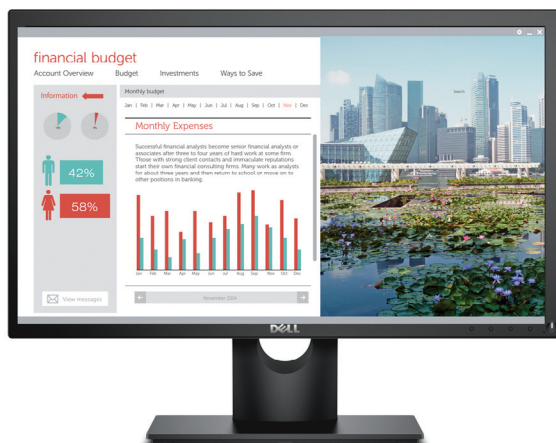 financial budget
Account Overview Budget Investments Ways to Save
Information
Monthly budget
Jan | Feb | Mar | Apr | May | Jun | Jul | Aug | Sep | Oct | Nov | Dec
Monthly Expenses
Successful financial analysts become senior financial analysts or
associates after three to four years of hard work at some firm.
Those with strong client contacts and immaculate reputations
start their own financial consulting firms. Many work as analysts
for about three years and then return to school or move on to
other positions in banking.
42%
58%
Jan Feb Mar Apr May Jun Jul Aug Sep Nov Oct Dec
View messages
November 2004
DELL